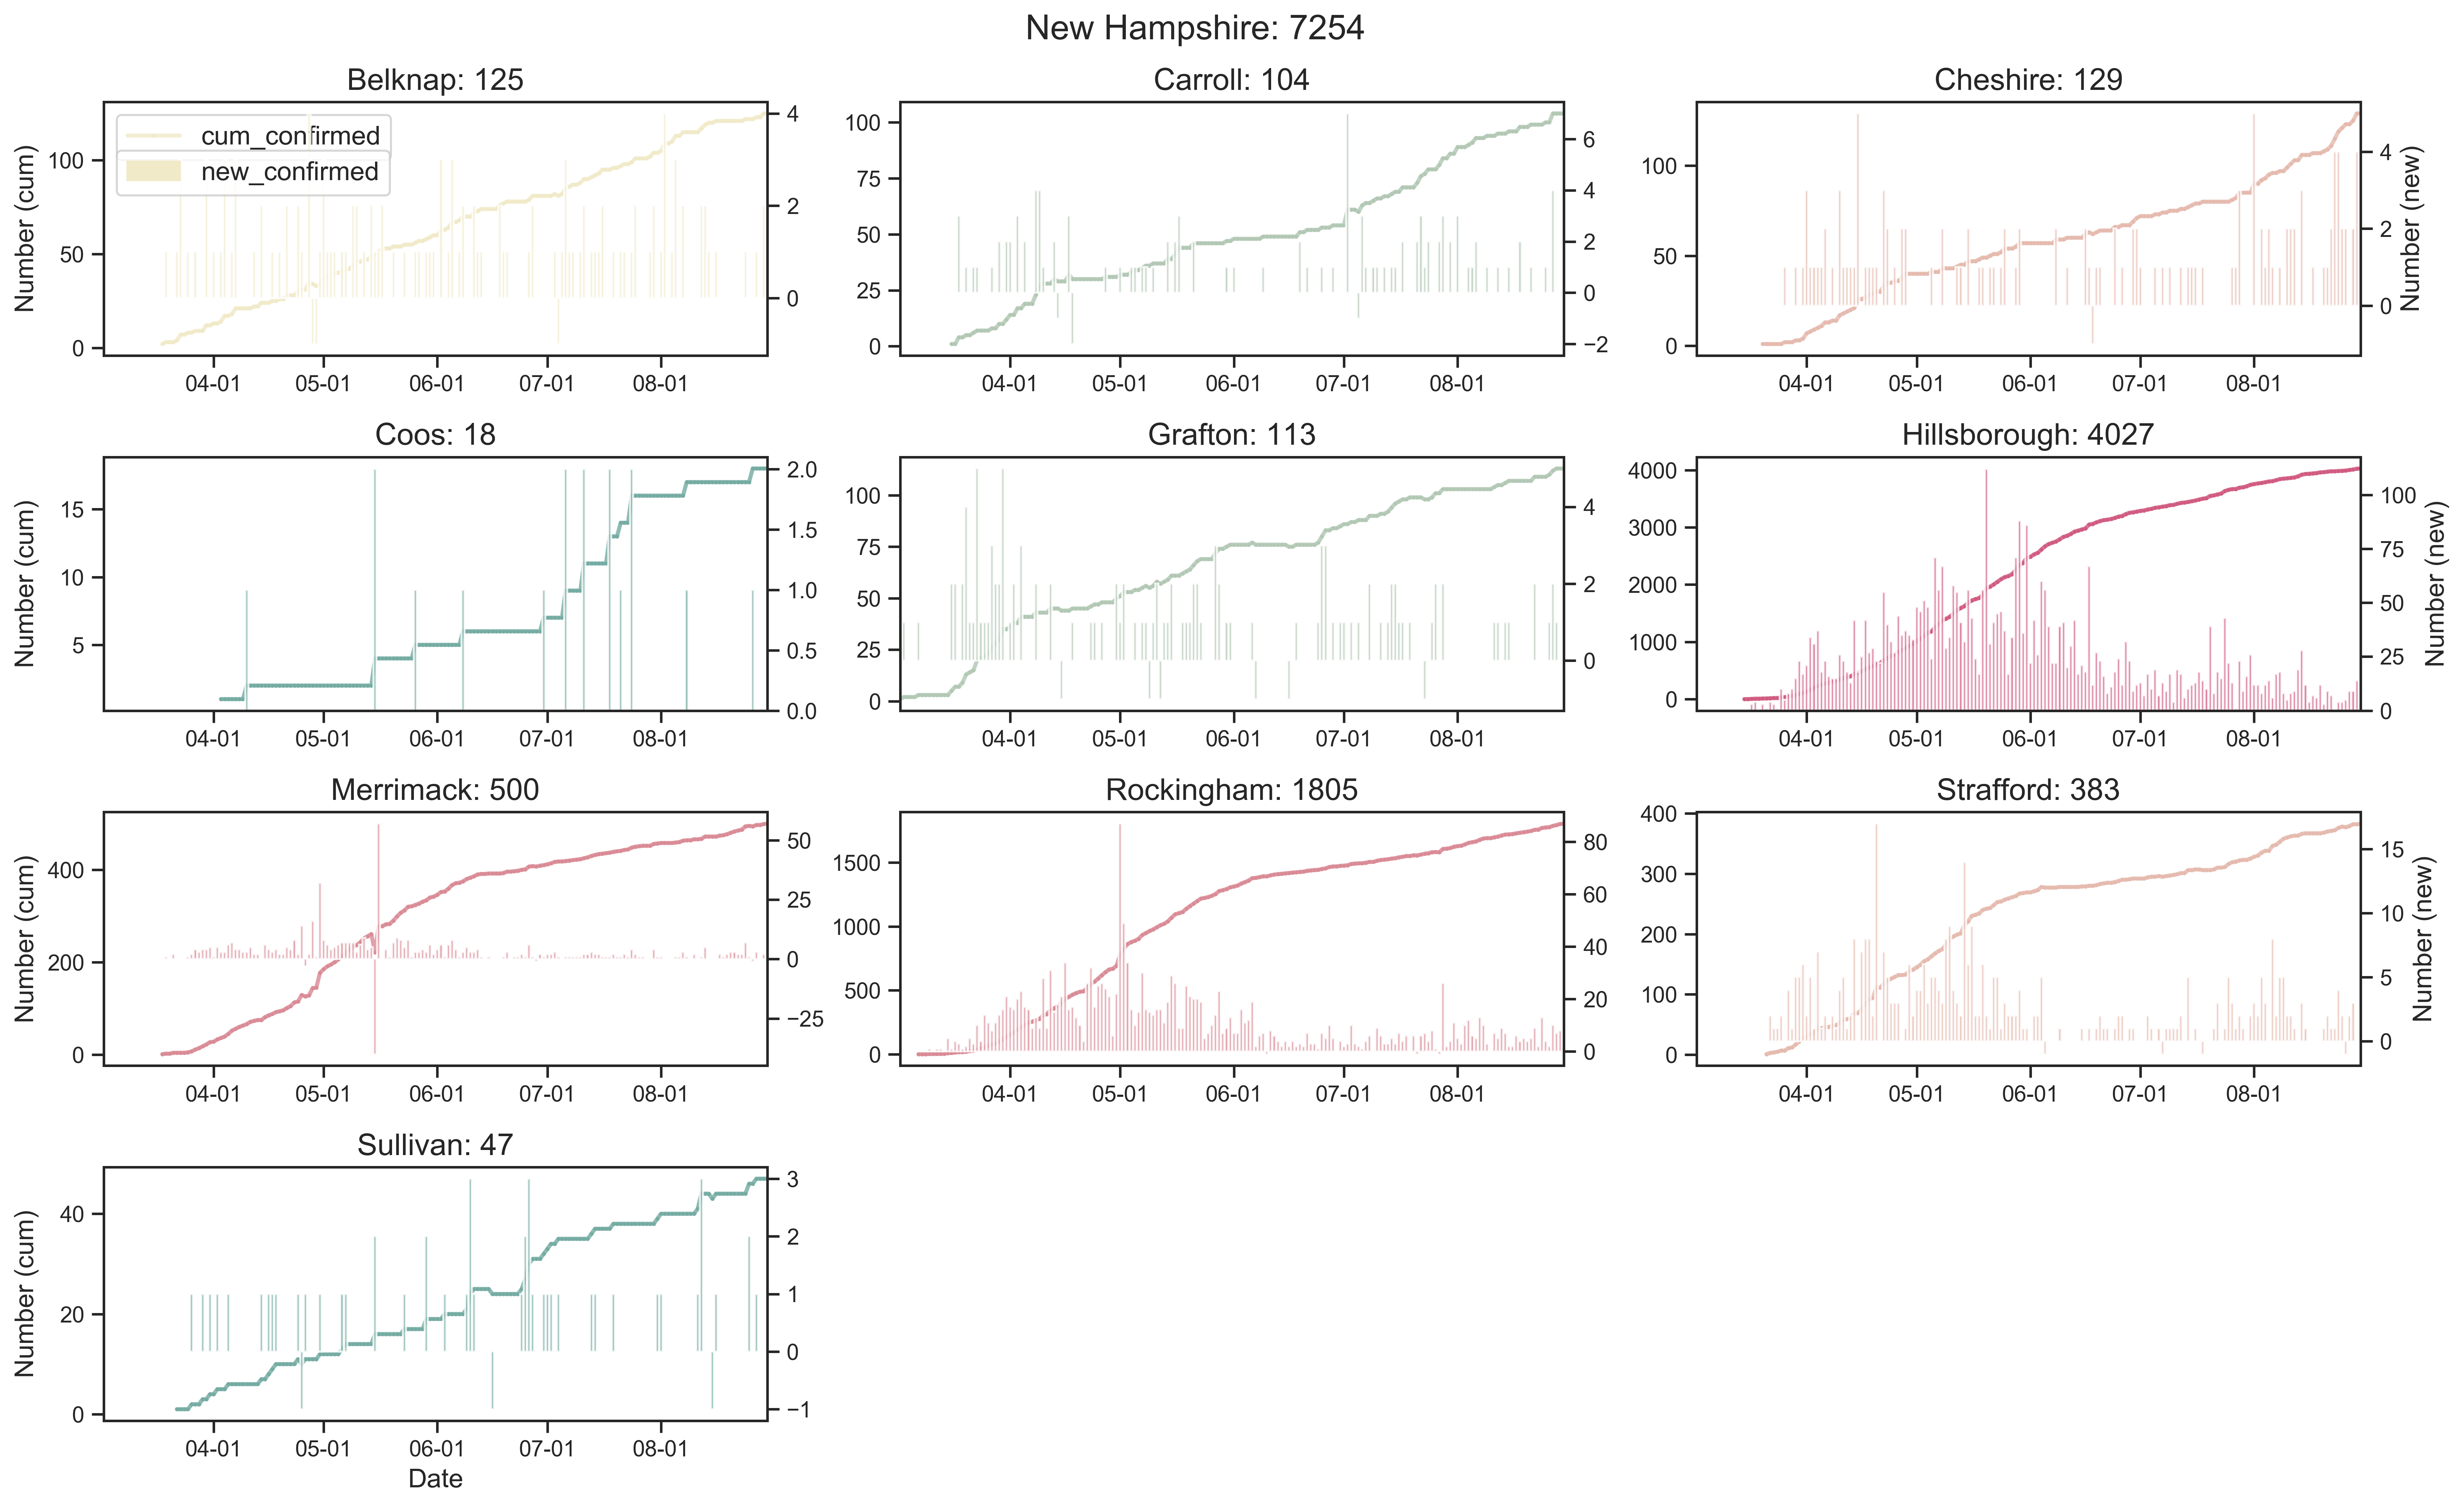 New Hampshire: 7254
Belknap: 125
Number (cum)
100
50
0
cum_confirmed
new_confirmed
4
2
0
04-01 05-01 06-01 07-01 08-01
Carroll: 104
100
75
50
25
0
6
4
2
0
−2
04-01 05-01 06-01 07-01 08-01
Cheshire: 129
100
50
0
4
2
0
Number (new)
04-01 05-01 06-01 07-01 08-01
Coos: 18
Number (cum)
15
10
5
2.0
1.5
1.0
0.5
0.0
04-01 05-01 06-01 07-01 08-01
Grafton: 113
100
75
50
25
0
4
2
0
04-01 05-01 06-01 07-01 08-01
Hillsborough: 4027
4000
3000
2000
1000
0
100
75
50
25
0
Number (new)
04-01 05-01 06-01 07-01 08-01
Merrimack: 500
Number (cum)
400
200
0
50
25
0
−25
04-01 05-01 06-01 07-01 08-01
Rockingham: 1805
1500
1000
500
0
80
60
40
20
0
04-01 05-01 06-01 07-01 08-01
Strafford: 383
400
300
200
100
0
15
10
5
0
Number (new)
04-01 05-01 06-01 07-01 08-01
Sullivan: 47
Number (cum)
40
20
0
3
2
1
0
−1
04-01 05-01 06-01 07-01 08-01
Date